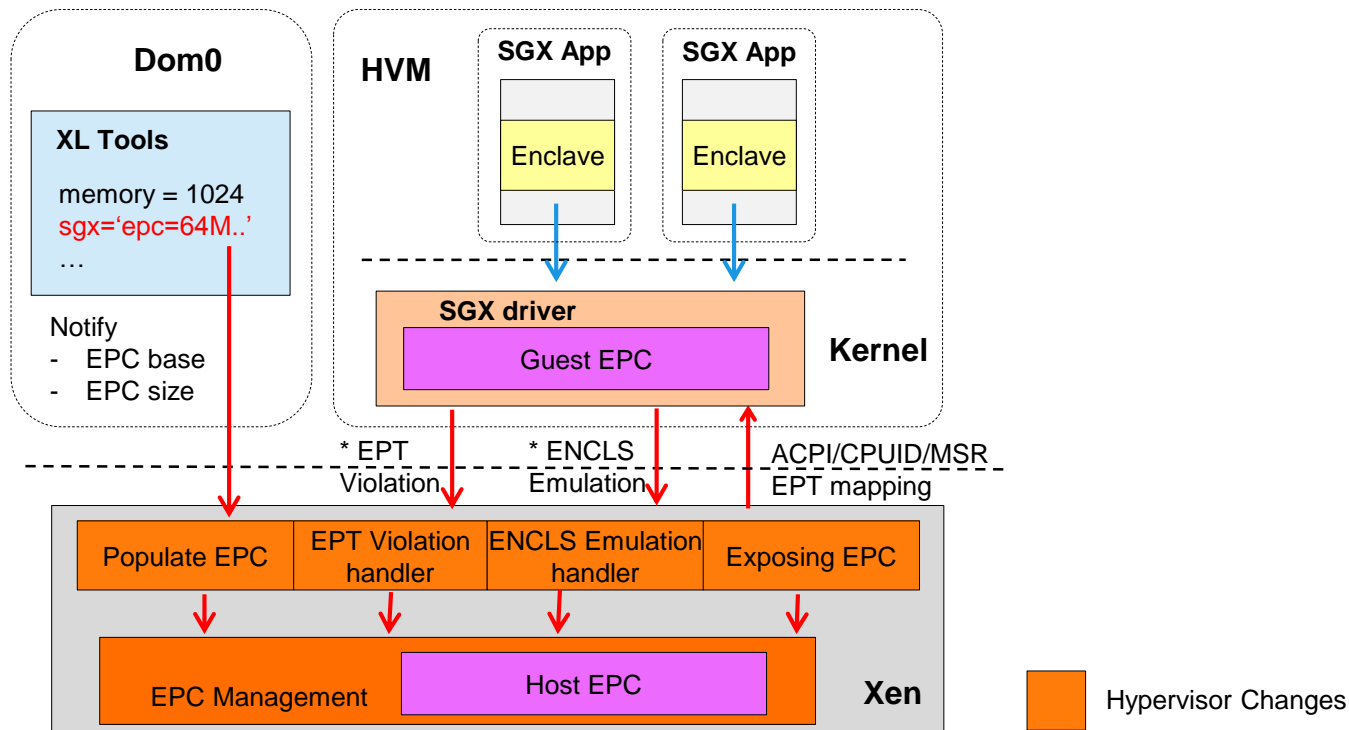 Dom0
XL Tools
memory = 1024
sgx=‘epc=64M..’
…
Notify
- EPC base
- EPC size
HVM
SGX App
SGX App
Enclave
Enclave
SGX driver
Guest EPC
Kernel
* EPT
Violation
* ENCLS
Emulation
ACPI/CPUID/MSR
EPT mapping
Populate EPC
EPT Violation
handler
ENCLS Emulation
handler
Exposing EPC
EPC Management
Host EPC
Xen
Hypervisor Changes